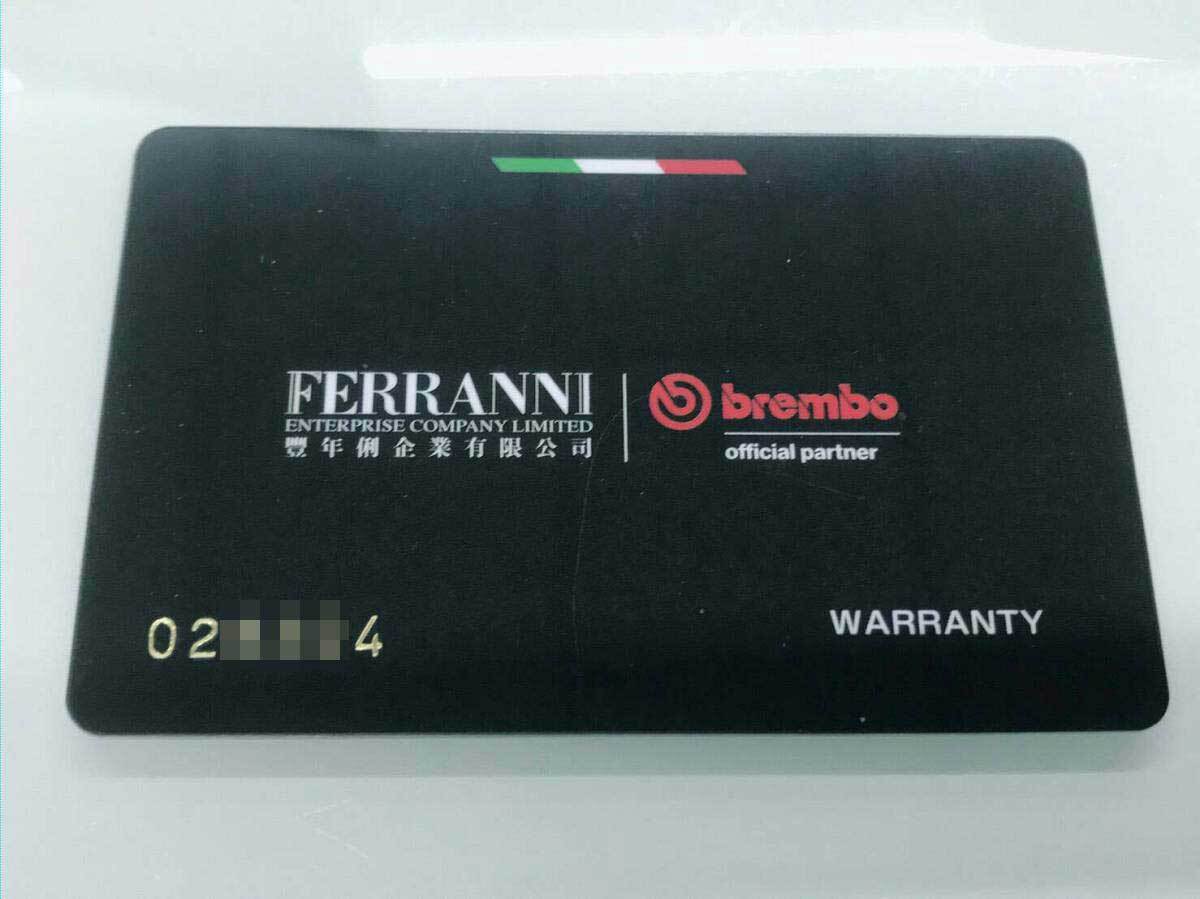 FERRANNI
ENTERPRISE COMPANY LIMITED
豐年俐企業有限公司
brembo
official partner
02
4
WARRANTY